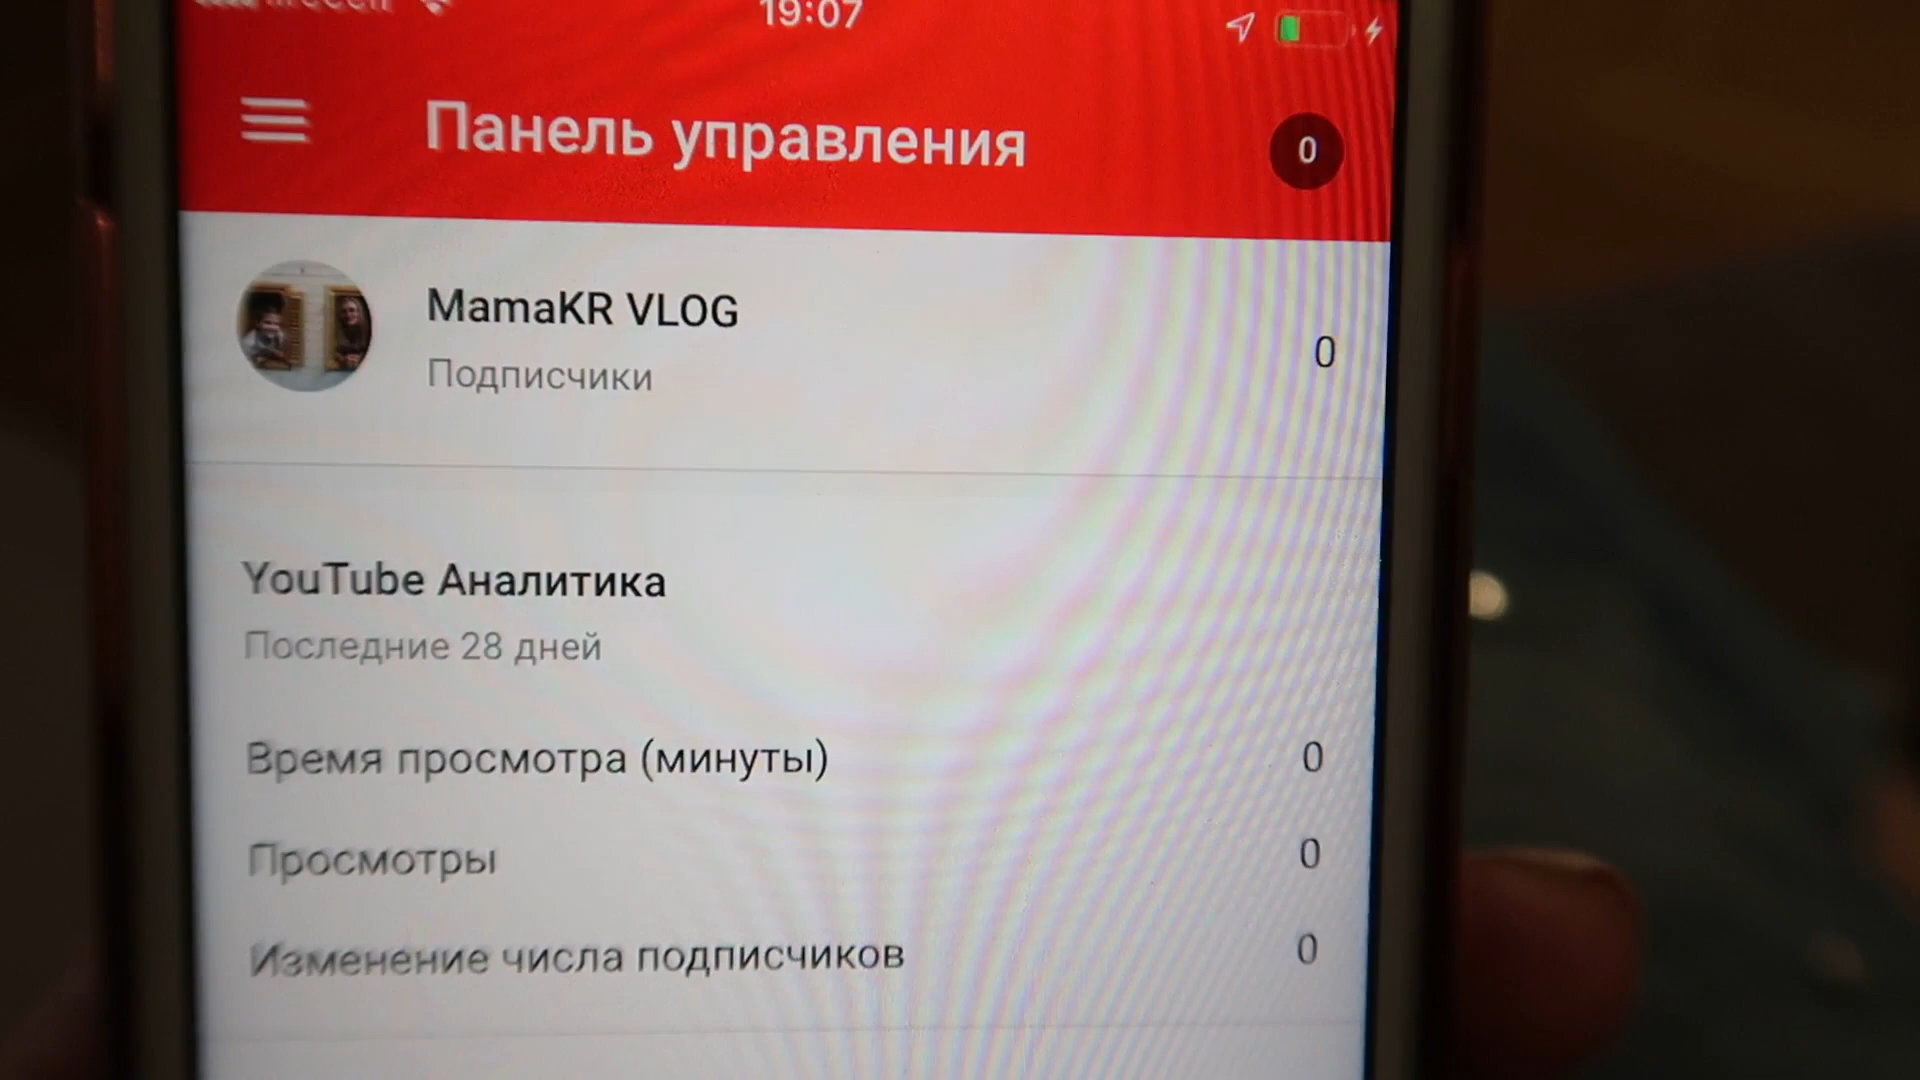 19:07
Панель управления
0
MamaKR VLOG
0
Подписчики
YouTube Аналитика
Последние 28 дней
Время просмотра (минуты) 0
Просмотры 0
Изменение числа подписчиков 0